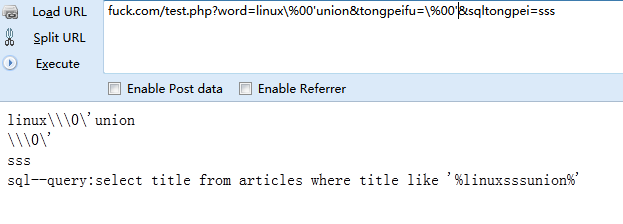 Load URL
fuck.com/test.php?word=linux\%00'union&tongpeifu=\%00'&sqltongpei=sss
Split URL
Execute
Enable Post data
Enable Referrer
linux\\\0\'union
\\\0\'
sss
sql--query:select title from articles where title like '%linuxsssunion%'